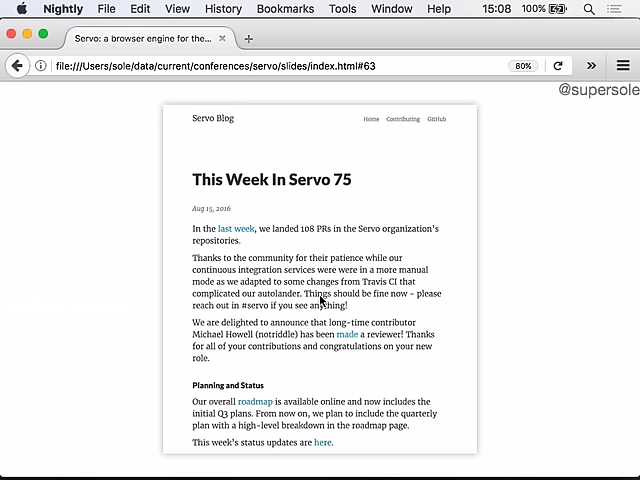 Nightly File Edit View History Bookmarks Tools Window Help 15:08 100%
Servo: a browser engine for the...
file:///Users/sole/data/current/conferences/servo/slides/index.html#63 80%
@supersole
Servo Blog Home Contributing GitHub
This Week In Servo 75
Aug 15, 2016
In the last week, we landed 108 PRs in the Servo organization's
repositories.
Thanks to the community for their patience while our
continuous integration services were were in a more manual
mode as we adapted to some changes from Travis CI that
complicated our autolander. Things should be fine now - please
reach out in #servo if you see anything!
We are delighted to announce that long-time contributor
Michael Howell (notriddle) has been made a reviewer! Thanks
for all of your contributions and congratulations on your new
role.
Planning and Status
Our overall roadmap is available online and now includes the
initial Q3 plans. From now on, we plan to include the quarterly
plan with a high-level breakdown in the roadmap page.
This week's status updates are here.